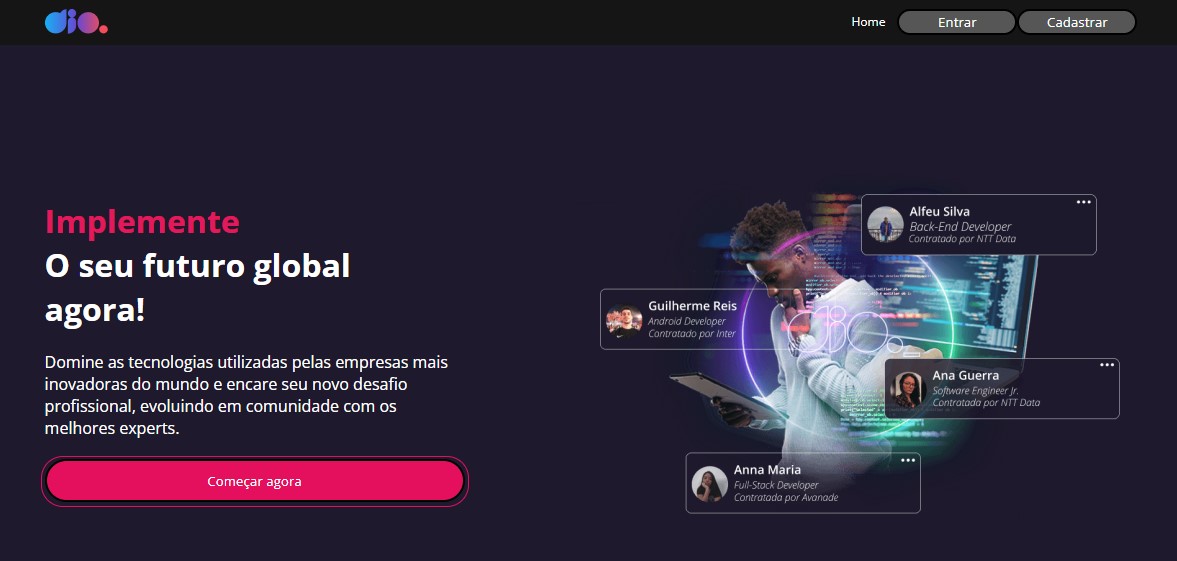 dio.
Home
Entrar
Cadastrar
Implemente
O seu futuro global
agora!
Domine as tecnologias utilizadas pelas empresas mais
inovadoras do mundo e encare seu novo desafio
profissional, evoluindo em comunidade com os
melhores experts.
Começar agora
Alfeu Silva
Back-End Developer
Contratado por NTT Data
Guilherme Reis
Android Developer
Contratado por Inter
dio.
Ana Guerra
Software Engineer Jr.
Contratada por NTT Data
Anna Maria
Full-Stack Developer
Contratada por Avanade